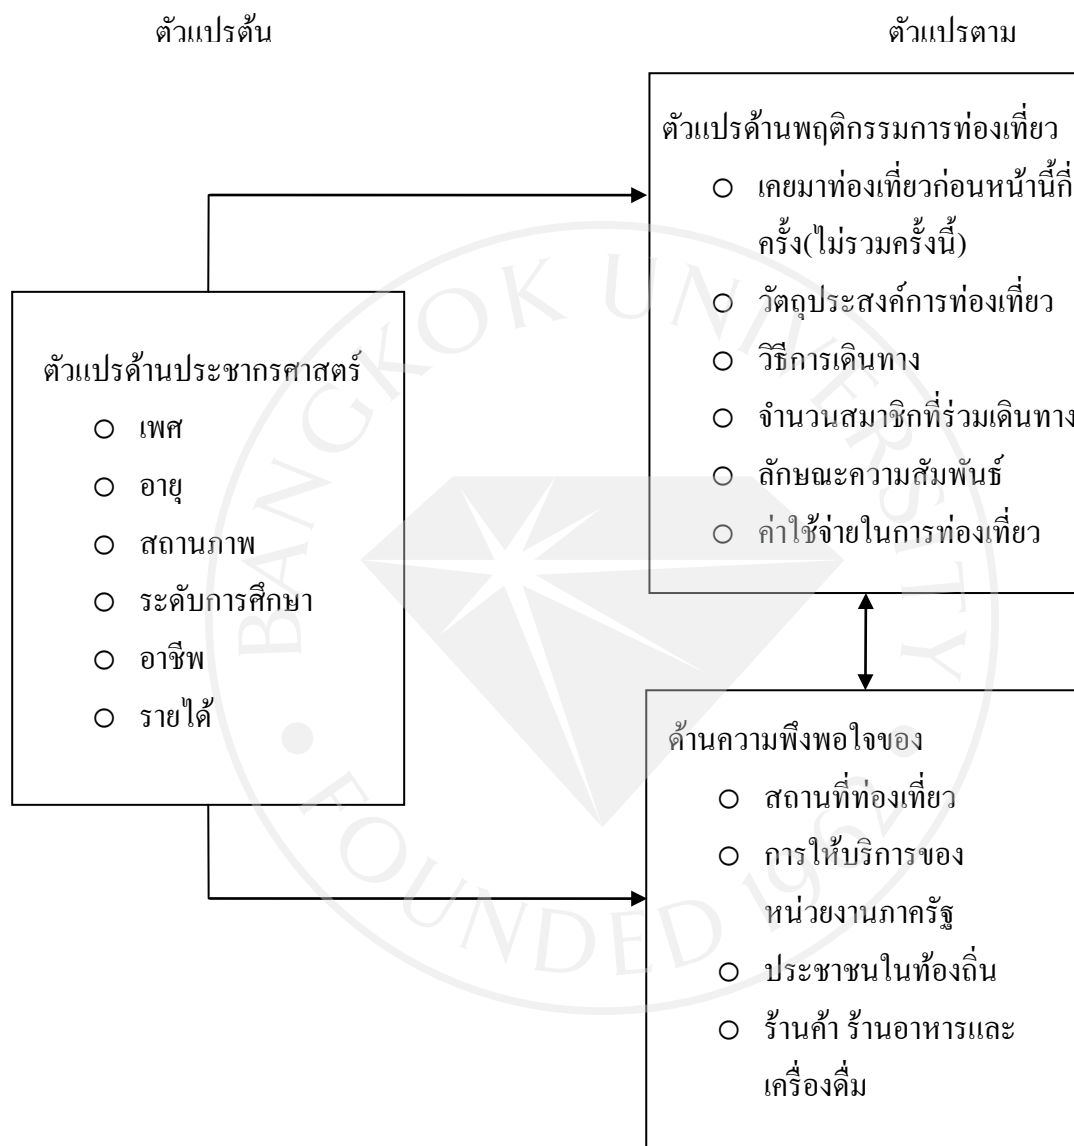 ตัวแปรต้น
ตัวแปรตาม
ตัวแปรด้านประชากรศาสตร์
เพศ
อายุ
สถานภาพ
ระดับการศึกษา
อาชีพ
รายได้
ตัวแปรด้านพฤติกรรมการท่องเที่ยว
เคยมาท่องเที่ยวก่อนหน้านี้กี่
ครั้ง(ไม่รวมครั้งนี้)
วัตถุประสงค์การท่องเที่ยว
วิธีการเดินทาง
จำนวนสมาชิกที่ร่วมเดินทาง
ลักษณะความสัมพันธ์
ค่าใช้จ่ายในการท่องเที่ยว
ด้านความพึงพอใจของ
สถานที่ท่องเที่ยว
การให้บริการของ
หน่วยงานภาครัฐ
ประชาชนในท้องถิ่น
ร้านค้า ร้านอาหารและ
เครื่องดื่ม
BANGKOK UNIVERSITY
FOUNDED 1962